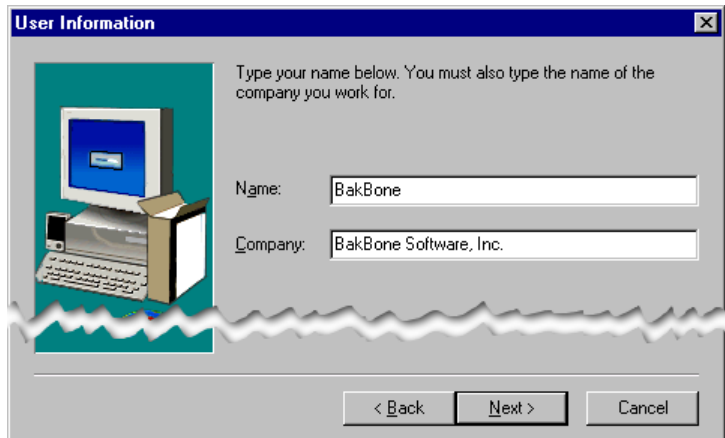 User Information
Type your name below. You must also type the name of the
company you work for.
Name: BakBone
Company: BakBone Software, Inc.
< Back Next > Cancel